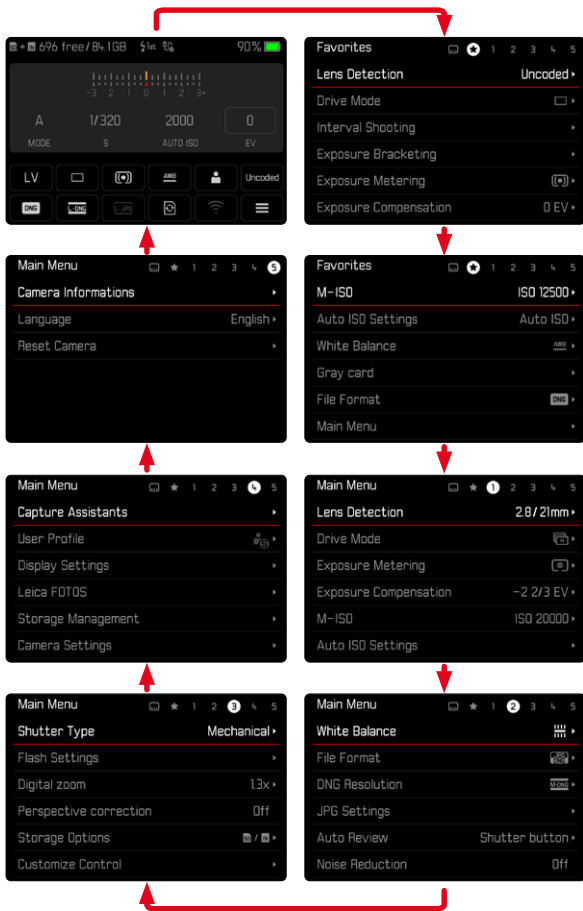 + 696 free / 84.1GB 1st 90%
-3 2 1 0 1 2 3+
A 1/320 2000 0
MODE S AUTO ISO EV
LV AWB Uncoded
DNG L-DNG L-JPG
Favorites 1 2 3 4 5
Lens Detection Uncoded
Drive Mode
Interval Shooting
Exposure Bracketing
Exposure Metering
Exposure Compensation 0 EV
Main Menu 1 2 3 4 5
Camera Informations
Language English
Reset Camera
Favorites 1 2 3 4 5
M-ISO ISO 12500
Auto ISO Settings Auto ISO
White Balance AWB
Gray card
File Format DNG
Main Menu
Main Menu 1 2 3 4 5
Capture Assistants
User Profile
Display Settings
Leica FOTOS
Storage Management
Camera Settings
Main Menu 1 2 3 4 5
Lens Detection 2.8 / 21mm
Drive Mode
Exposure Metering
Exposure Compensation -2 2/3 EV
M-ISO ISO 20000
Auto ISO Settings
Main Menu 1 2 3 4 5
Shutter Type Mechanical
Flash Settings
Digital zoom 1.3x
Perspective correction Off
Storage Options /
Customize Control
Main Menu 1 2 3 4 5
White Balance
File Format JPG DNG
DNG Resolution M-DNG
JPG Settings
Auto Review Shutter button
Noise Reduction Off